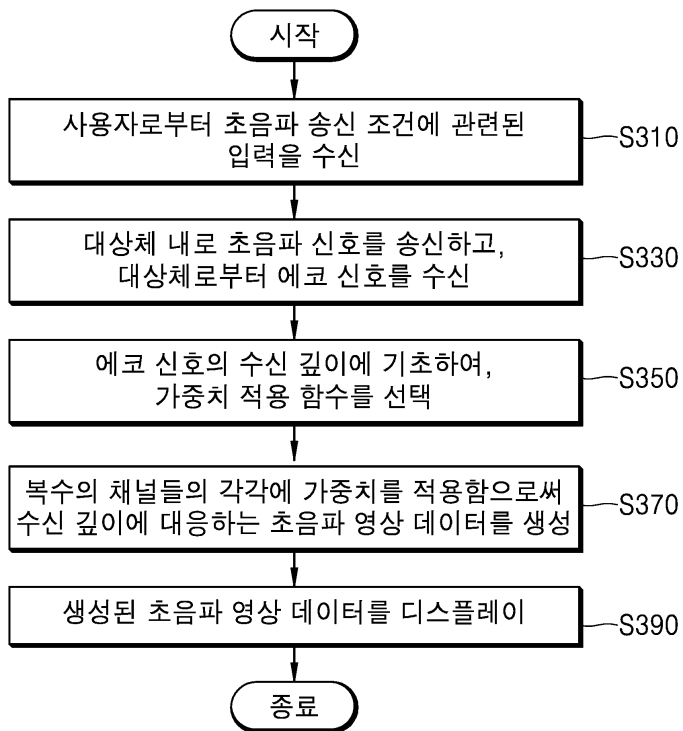 시작
사용자로부터 초음파 송신 조건에 관련된
입력을 수신
S310
대상체 내로 초음파 신호를 송신하고,
대상체로부터 에코 신호를 수신
S330
에코 신호의 수신 깊이에 기초하여,
가중치 적용 함수를 선택
S350
복수의 채널들의 각각에 가중치를 적용함으로써
수신 깊이에 대응하는 초음파 영상 데이터를 생성
S370
생성된 초음파 영상 데이터를 디스플레이
S390
종료